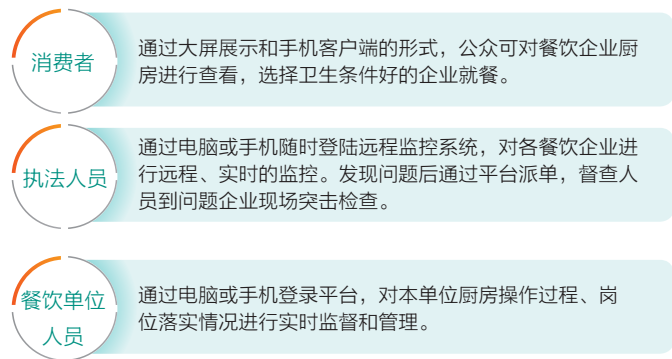 消费者
通过大屏展示和手机客户端的形式，公众可对餐饮企业厨
房进行查看，选择卫生条件好的企业就餐。
执法人员
通过电脑或手机随时登陆远程监控系统，对各餐饮企业进
行远程、实时的监控。发现问题后通过平台派单，督查人
员到问题企业现场突击检查。
餐饮单位
人员
通过电脑或手机登录平台，对本单位厨房操作过程、岗
位落实情况进行实时监督和管理。